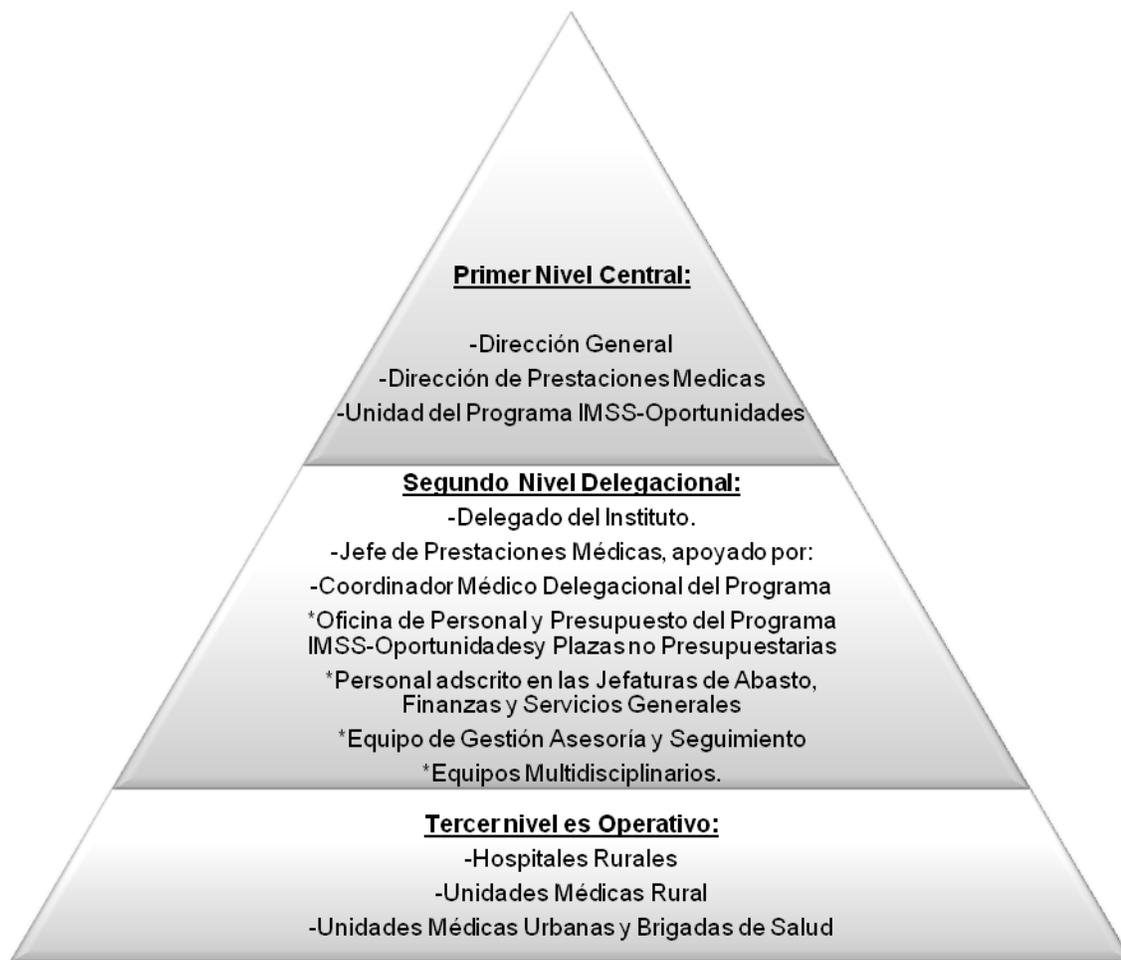 Primer Nivel Central:
-Dirección General
-Dirección de Prestaciones Medicas
-Unidad del Programa IMSS-Oportunidades
Segundo Nivel Delegacional:
-Delegado del Instituto.
-Jefe de Prestaciones Médicas, apoyado por:
-Coordinador Médico Delegacional del Programa
*Oficina de Personal y Presupuesto del Programa
IMSS-Oportunidadesy Plazas no Presupuestarias
*Personal adscrito en las Jefaturas de Abasto,
Finanzas y Servicios Generales
*Equipo de Gestión Asesoría y Seguimiento
*Equipos Multidisciplinarios.
Tercer nivel es Operativo:
-Hospitales Rurales
-Unidades Médicas Rural
-Unidades Médicas Urbanas y Brigadas de Salud